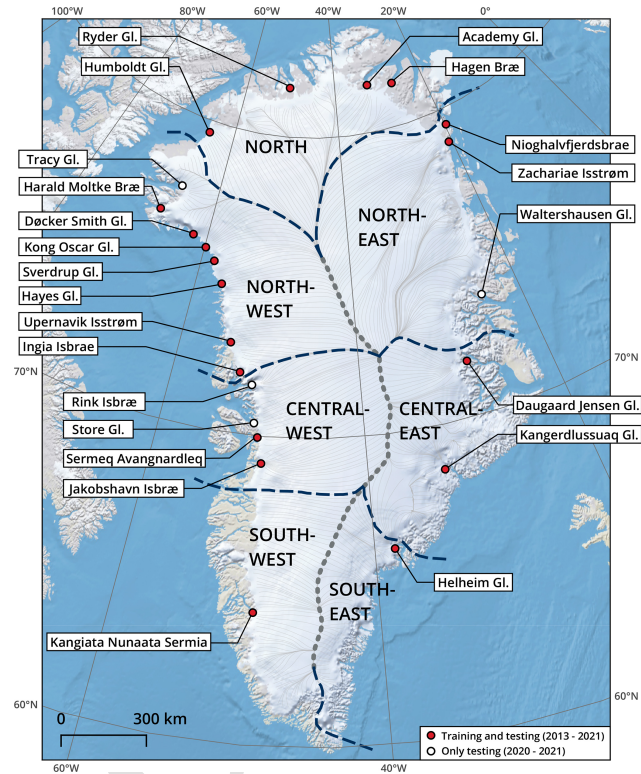 100°W
80°W
60°W
40°W
20°W
0°
Ryder Gl.
Academy Gl.
Humboldt Gl.
Hagen Bræ
NORTH
Nioghalvfjerdsbrae
Tracy Gl.
Zachariae Isstrøm
Harald Moltke Bræ
Døcker Smith Gl.
NORTH-
EAST
Waltershausen Gl.
Kong Oscar Gl.
Sverdrup Gl.
NORTH-
WEST
Hayes Gl.
Upernavik Isstrøm
Ingia Isbrae
70°N
70°N
Rink Isbræ
CENTRAL-
WEST
CENTRAL-
EAST
Daugaard Jensen Gl.
Store Gl.
Kangerdlussuaq Gl.
Sermeq Avangnardleq
Jakobshavn Isbræ
SOUTH-
WEST
Helheim Gl.
SOUTH-
EAST
Kangiata Nunaata Sermia
60°N
60°N
0
300 km
Training and testing (2013 - 2021)
Only testing (2020 - 2021)
60°W
40°W